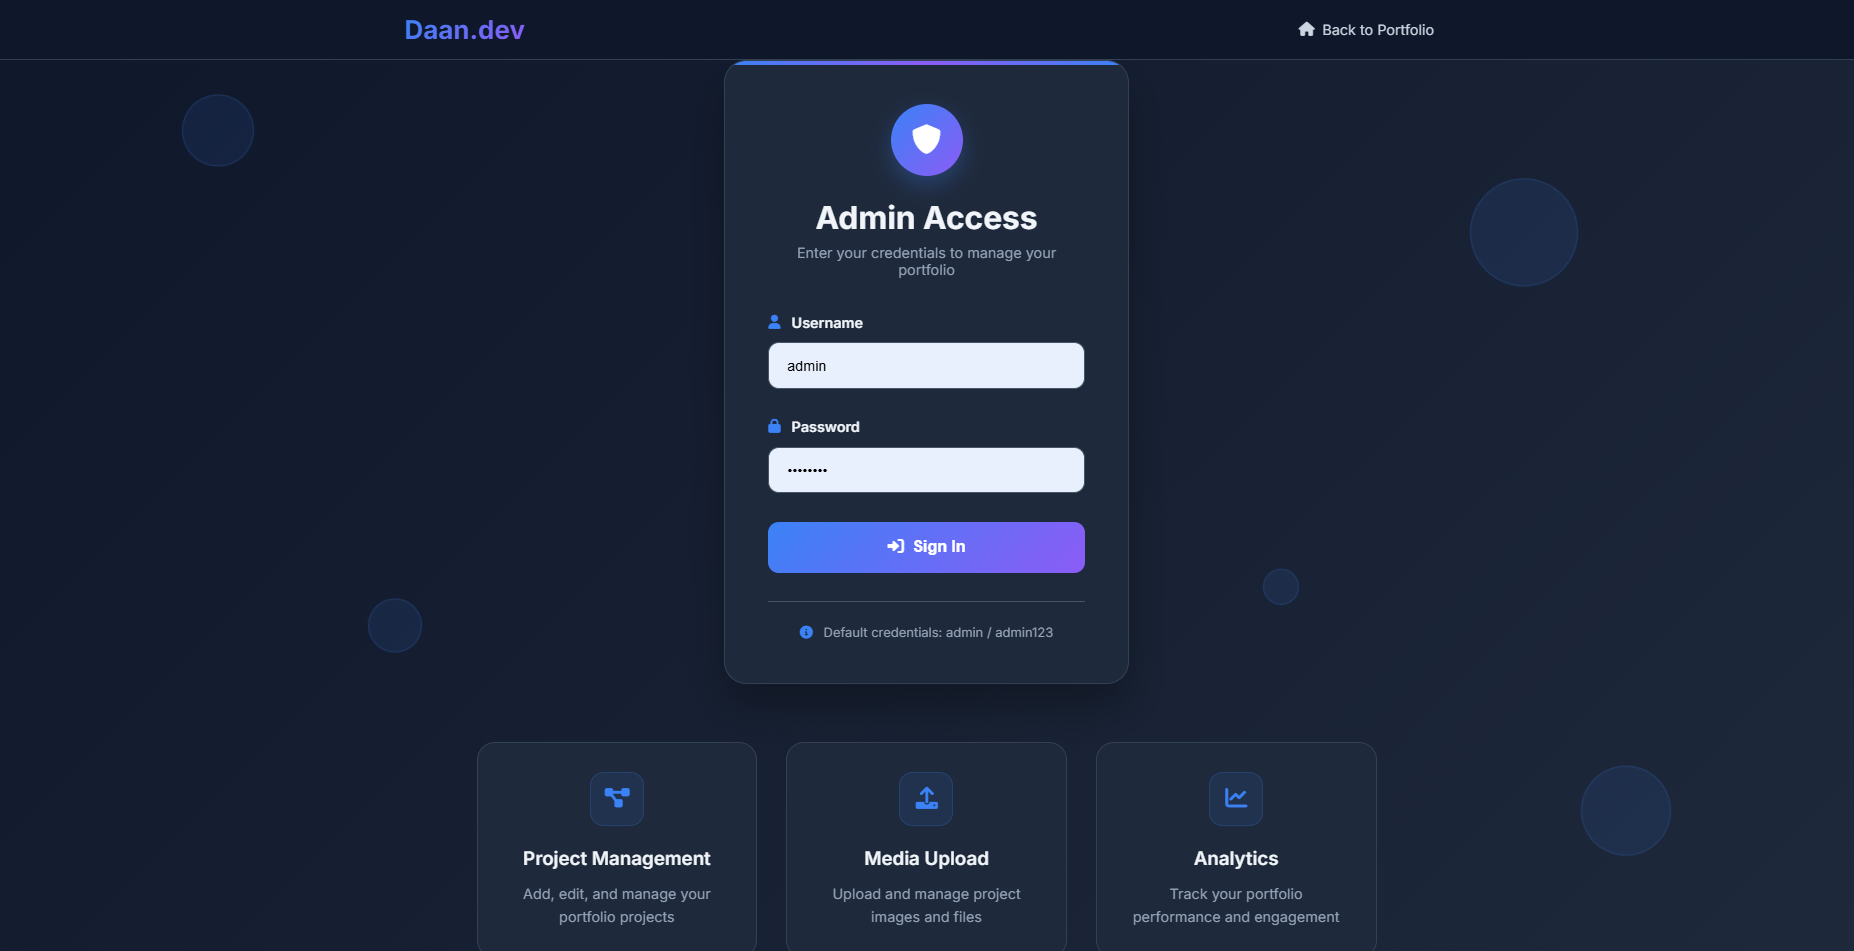 Daan.dev
Back to Portfolio
Admin Access
Enter your credentials to manage your
portfolio
Username
admin
Password
••••••••
Sign In
Default credentials: admin / admin123
Project Management
Add, edit, and manage your
portfolio projects
Media Upload
Upload and manage project
images and files
Analytics
Track your portfolio
performance and engagement